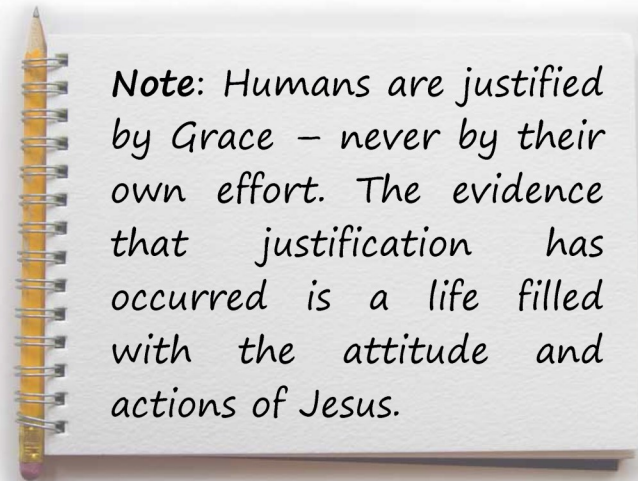 Note: Humans are justified
by Grace – never by their
own effort. The evidence
that justification has
occurred is a life filled
with the attitude and
actions of Jesus.